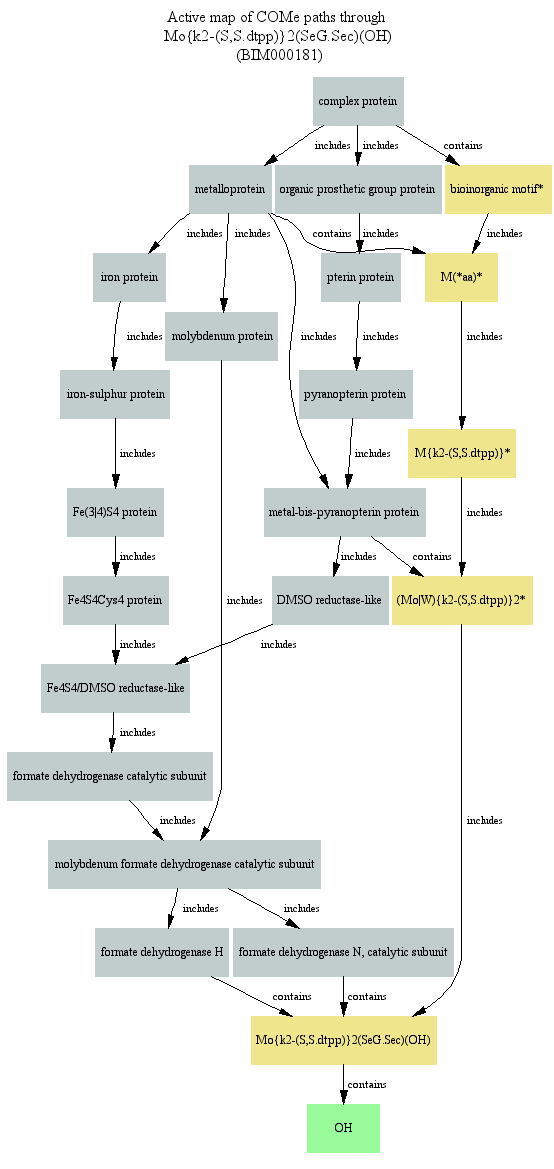 Active map of COMe paths through
Mo{k2-(S,S.dtpp)}2(SeG.Sec)(OH)
(BIM000181)
complex protein
includes
includes
contains
metalloprotein
organic prosthetic group protein
bioinorganic motif*
includes
includes
contains
includes
includes
iron protein
pterin protein
M(*aa)*
molybdenum protein
includes
includes
includes
includes
iron-sulphur protein
pyranopterin protein
M{k2-(S,S.dtpp)}*
includes
includes
includes
Fe(3|4)S4 protein
metal-bis-pyranopterin protein
includes
includes
contains
Fe4S4Cys4 protein
includes
DMSO reductase-like
(Mo|W){k2-(S,S.dtpp)}2*
includes
includes
Fe4S4/DMSO reductase-like
includes
formate dehydrogenase catalytic subunit
includes
includes
molybdenum formate dehydrogenase catalytic subunit
includes
includes
formate dehydrogenase H
formate dehydrogenase N, catalytic subunit
contains
contains
Mo{k2-(S,S.dtpp)}2(SeG.Sec)(OH)
contains
OH